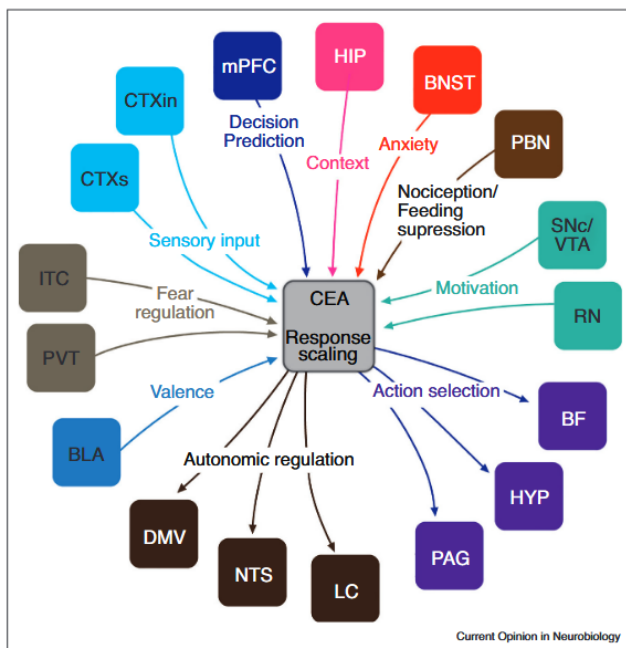 mPFC
HIP
BNST
CTXin
CTXs
PBN
Decision
Prediction
Context
Anxiety
Nociception/
Feeding
supression
SNc/
VTA
Sensory input
Motivation
ITC
Fear
regulation
CEA
Response
scaling
RN
PVT
Valence
Action selection
BLA
BF
Autonomic regulation
HYP
DMV
NTS
LC
PAG
Current Opinion in Neurobiology